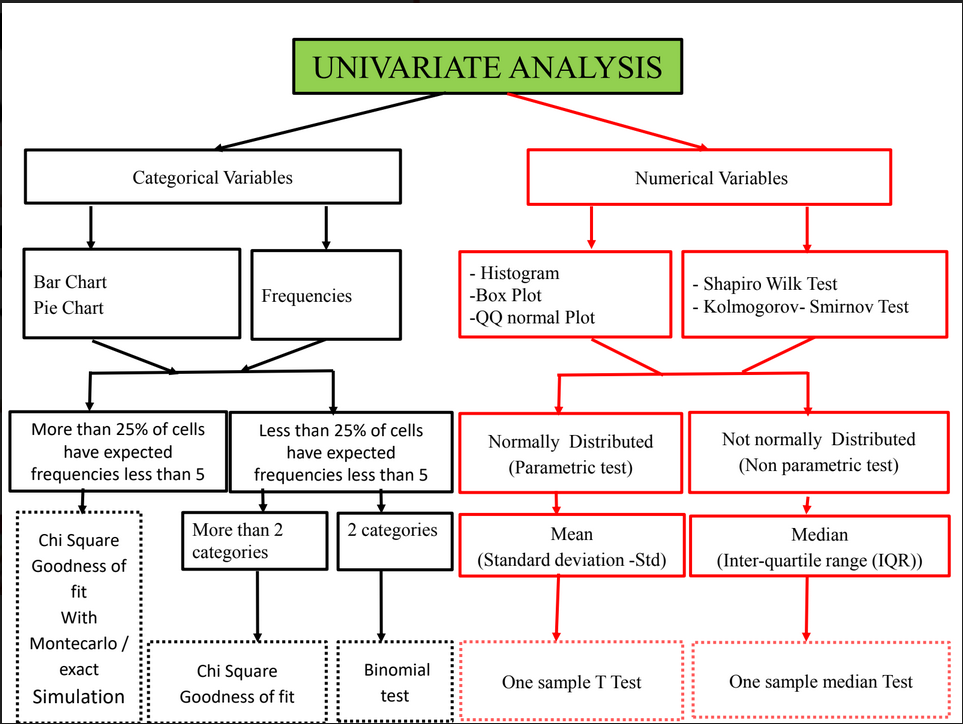 UNIVARIATE ANALYSIS
Categorical Variables
Numerical Variables
Bar Chart
Pie Chart
Frequencies
- Histogram
-Box Plot
-QQ normal Plot
- Shapiro Wilk Test
- Kolmogorov- Smirnov Test
More than 25% of cells
have expected
frequencies less than 5
Less than 25% of cells
have expected
frequencies less than 5
Normally Distributed
(Parametric test)
Not normally Distributed
(Non parametric test)
Chi Square
Goodness of
fit
With
Montecarlo /
exact
Simulation
More than 2
categories
2 categories
Mean
(Standard deviation -Std)
Median
(Inter-quartile range (IQR))
Chi Square
Goodness of fit
Binomial
test
One sample T Test
One sample median Test